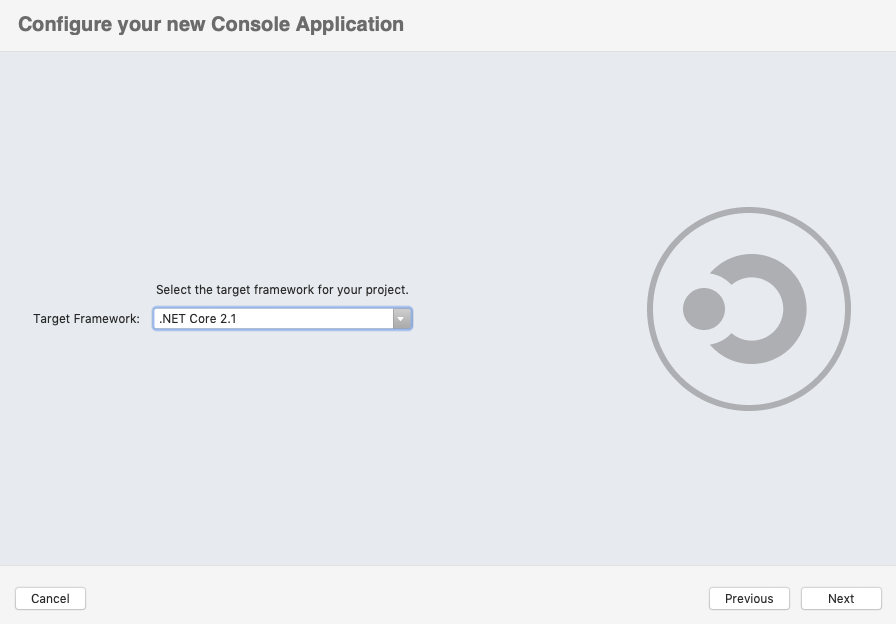 Configure your new Console Application
Select the target framework for your project.
Target Framework:
.NET Core 2.1
Cancel
Previous
Next